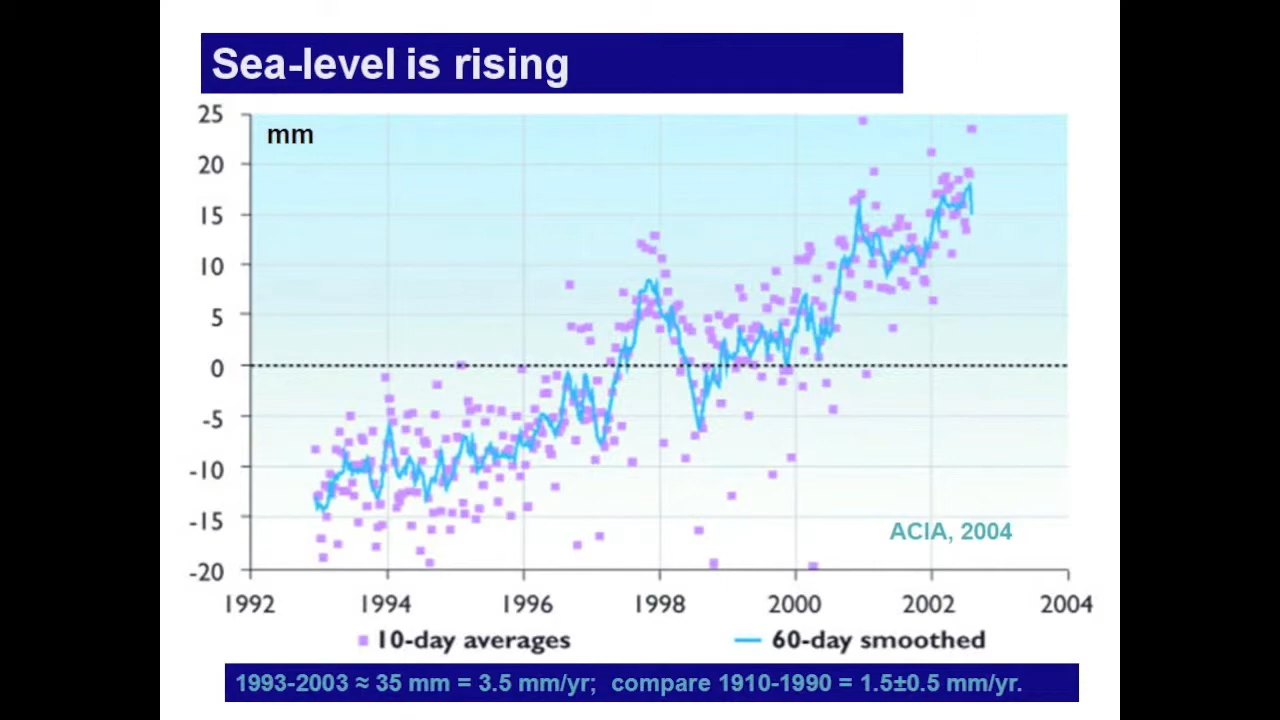 Sea-level is rising
mm
25
20
15
10
5
0
-5
-10
-15
-20
ACIA, 2004
1992 1994 1996 1998 2000 2002 2004
10-day averages 60-day smoothed
1993-2003 ≈ 35 mm = 3.5 mm/yr; compare 1910-1990 = 1.5±0.5 mm/yr.